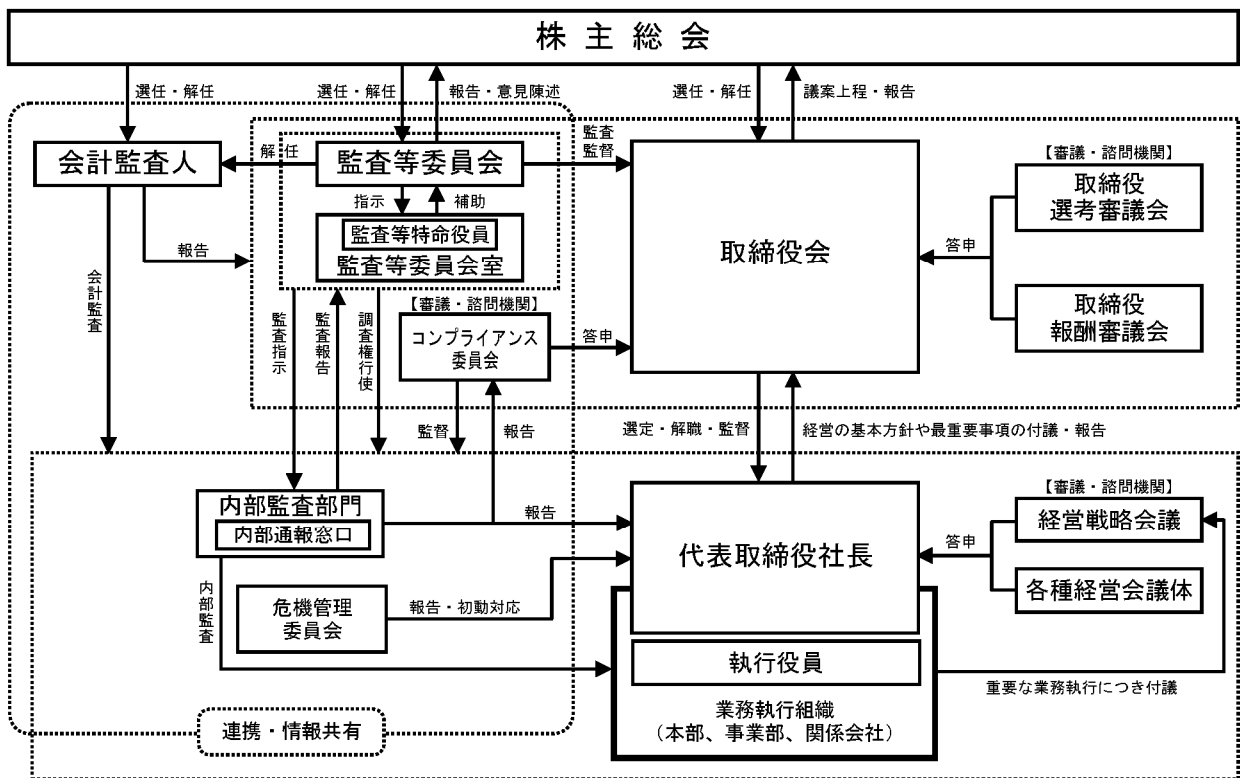 株主総会
選任・解任
選任・解任
報告・意見陳述
選任・解任
議案上程・報告
会計監査人
解任
監査等委員会
監査
監督
指示
補助
監査等特命役員
監査等委員会室
報告
会計監査
取締役会
【審議・諮問機関】
取締役
選考審議会
答申
取締役
報酬審議会
監査指示
監査報告
調査権行使
【審議・諮問機関】
コンプライアンス
委員会
答申
監督
報告
選定・解職・監督
経営の基本方針や最重要事項の付議・報告
内部監査部門
内部通報窓口
報告
代表取締役社長
【審議・諮問機関】
経営戦略会議
答申
各種経営会議体
内部監査
危機管理
委員会
報告・初動対応
執行役員
業務執行組織
(本部、事業部、関係会社)
重要な業務執行につき付議
連携・情報共有